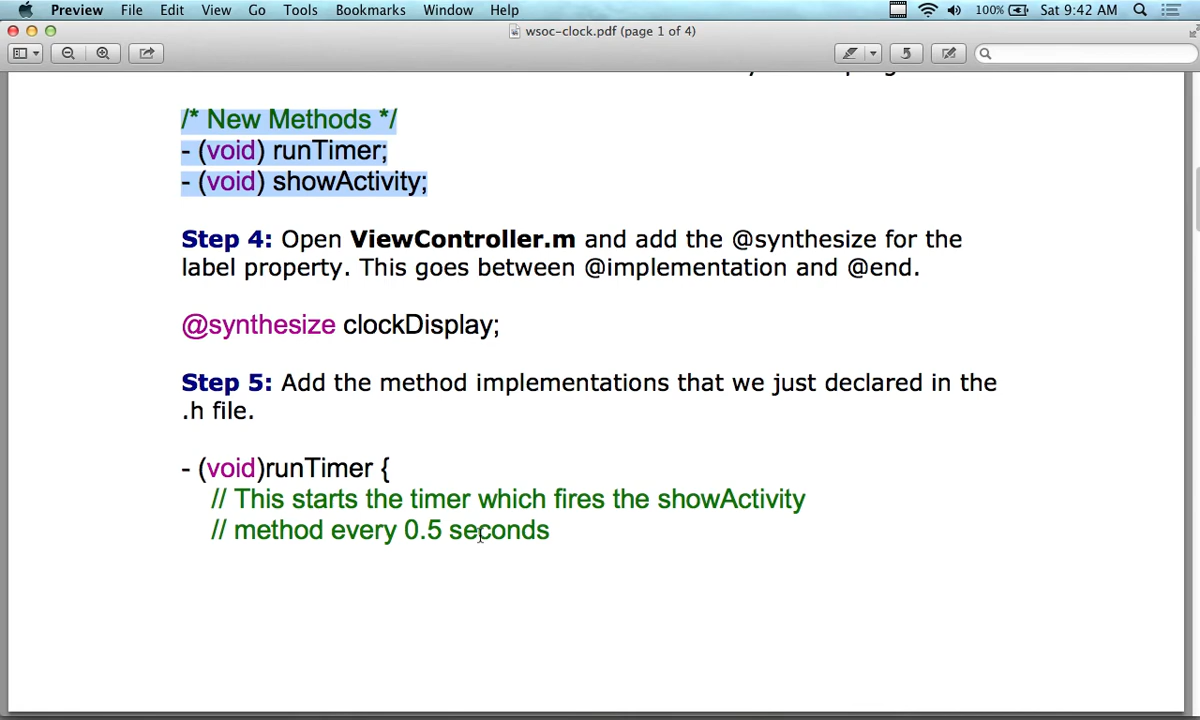 Preview File Edit View Go Tools Bookmarks Window Help 100% Sat 9:42 AM
wsoc-clock.pdf (page 1 of 4)
/* New Methods */
- (void) runTimer;
- (void) showActivity;
Step 4: Open ViewController.m and add the @synthesize for the
label property. This goes between @implementation and @end.
@synthesize clockDisplay;
Step 5: Add the method implementations that we just declared in the
.h file.
- (void)runTimer {
// This starts the timer which fires the showActivity
// method every 0.5 seconds